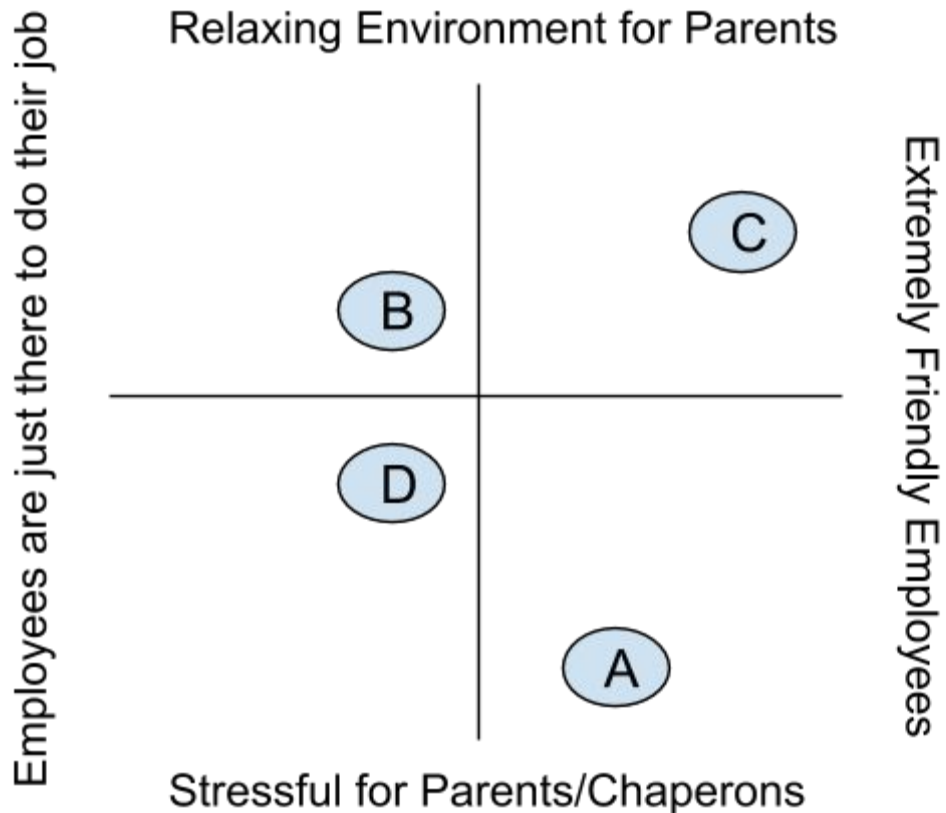 Relaxing Environment for Parents
Employees are just there to do their job
Extremely Friendly Employees
C
B
D
A
Stressful for Parents/Chaperons